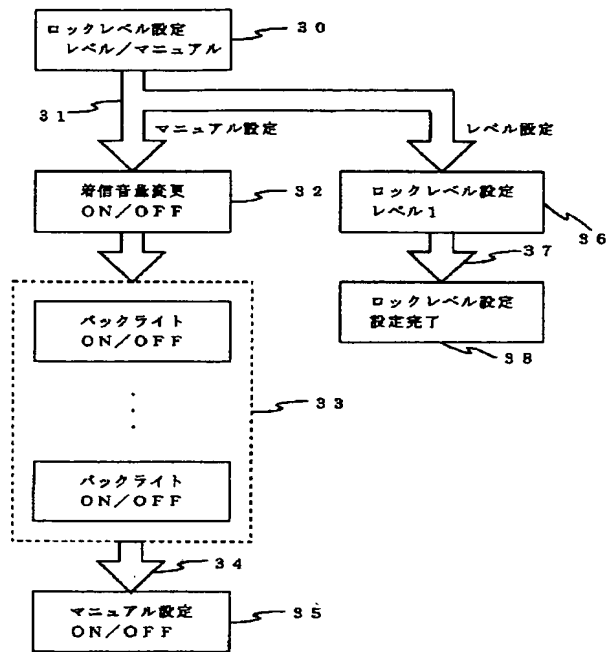 ロックレベル設定
レベル/マニュアル
30
31
マニュアル設定
レベル設定
着信音量変更
ON/OFF
32
ロックレベル設定
レベル1
36
37
バックライト
ON/OFF
ロックレベル設定
設定完了
38
33
バックライト
ON/OFF
34
マニュアル設定
ON/OFF
35